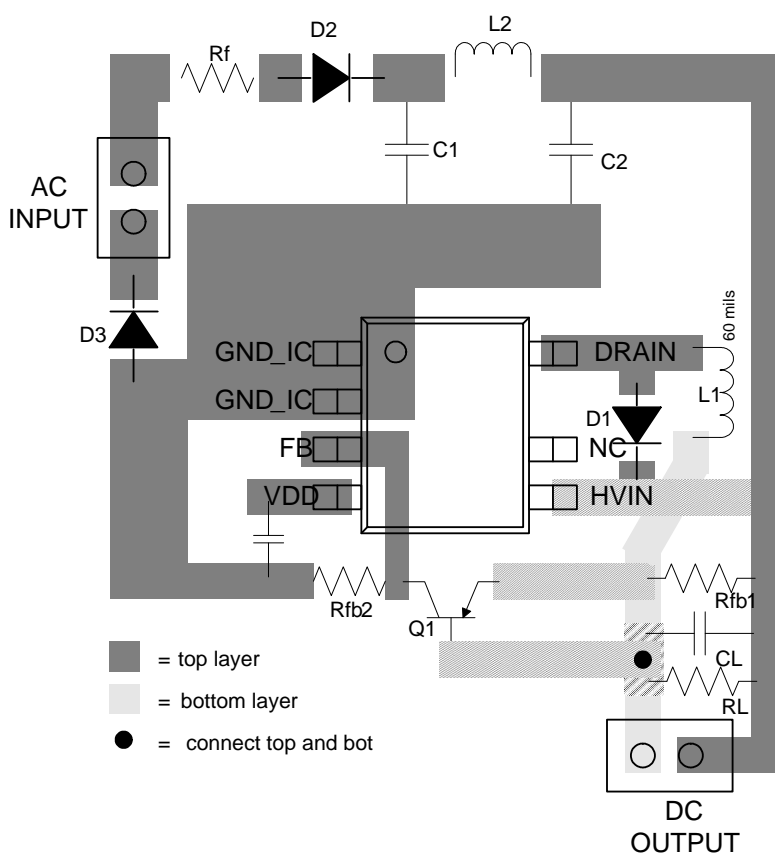 L2
D2
Rf
C1
C2
AC
INPUT
60 mils
D3
GND_IC
DRAIN
GND_IC
L1
D1
FB
NC
VDD
HVIN
Rfb2
Rfb1
Q1
CL
= top layer
= bottom layer
RL
= connect top and bot
DC
OUTPUT